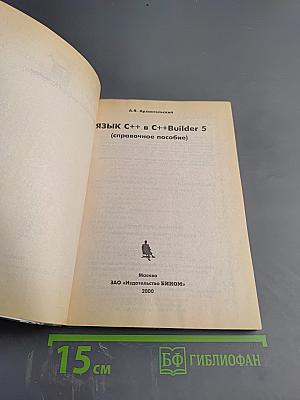 А.Я. Архангельский
ЯЗЫК С++ в С++Builder 5
(справочное пособие)
Москва
ЗАО «Издательство БИНОМ»
2000
15 см
БФ ГИБЛИОФАН